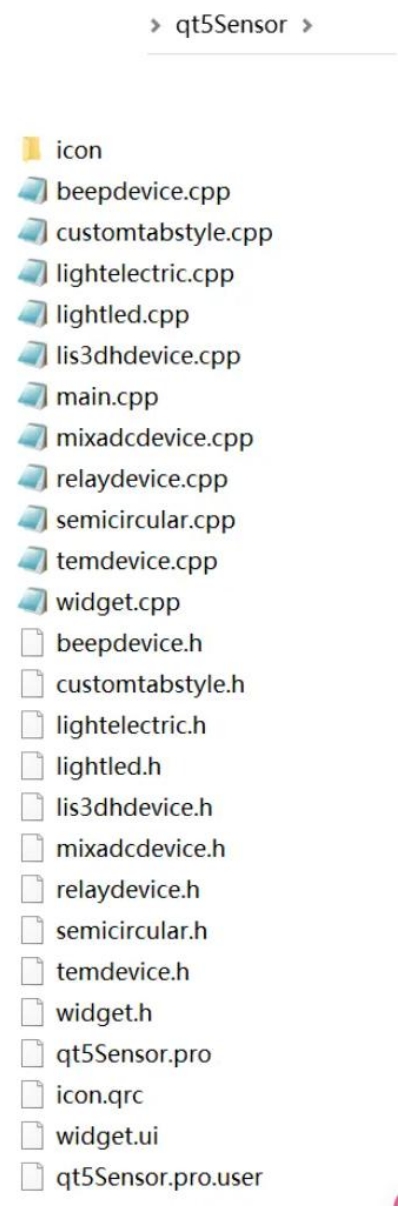 > qt5Sensor >
icon
beepdevice.cpp
customtabstyle.cpp
lightelectric.cpp
lightled.cpp
lis3dhdevice.cpp
main.cpp
mixadcdevice.cpp
relaydevice.cpp
semicircular.cpp
temdevice.cpp
widget.cpp
beepdevice.h
customtabstyle.h
lightelectric.h
lightled.h
lis3dhdevice.h
mixadcdevice.h
relaydevice.h
semicircular.h
temdevice.h
widget.h
qt5Sensor.pro
icon.qrc
widget.ui
qt5Sensor.pro.user